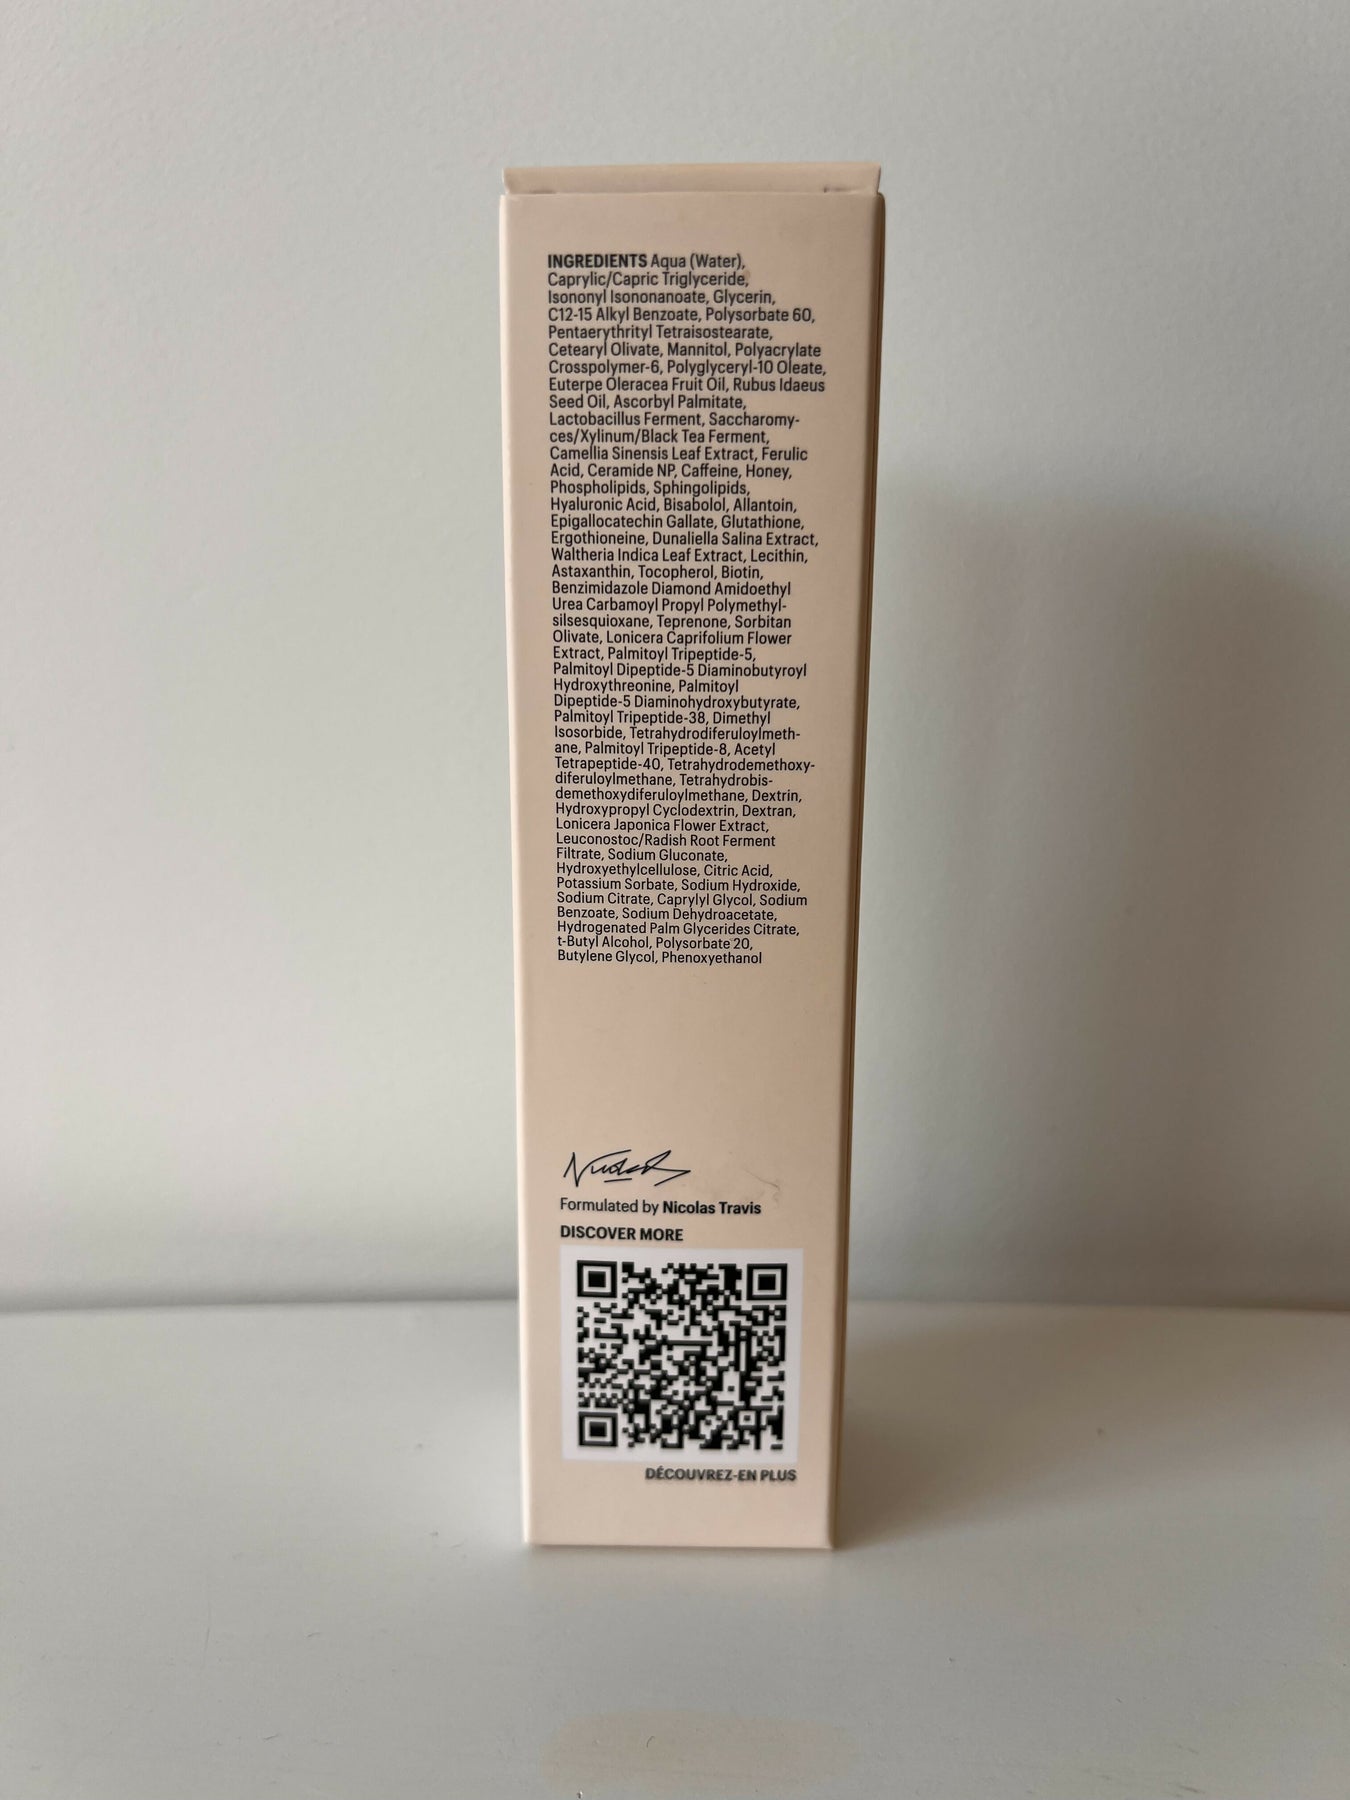 INGREDIENTS Aqua (Water),
Caprylic/Capric Triglyceride,
Isononyl Isononanoate, Glycerin,
C12-15 Alkyl Benzoate, Polysorbate 60,
Pentaerythrityl Tetraisostearate,
Cetearyl Olivate, Mannitol, Polyacrylate
Crosspolymer-6, Polyglyceryl-10 Oleate,
Euterpe Oleracea Fruit Oil, Rubus Idaeus
Seed Oil, Ascorbyl Palmitate,
Lactobacillus Ferment, Saccharomy-
ces/Xylinum/Black Tea Ferment,
Camellia Sinensis Leaf Extract, Ferulic
Acid, Ceramide NP, Caffeine, Honey,
Phospholipids, Sphingolipids,
Hyaluronic Acid, Bisabolol, Allantoin,
Epigallocatechin Gallate, Glutathione,
Ergothioneine, Dunaliella Salina Extract,
Waltheria Indica Leaf Extract, Lecithin,
Astaxanthin, Tocopherol, Biotin,
Benzimidazole Diamond Amidoethyl
Urea Carbamoyl Propyl Polymethyl-
silsesquioxane, Teprenone, Sorbitan
Olivate, Lonicera Caprifolium Flower
Extract, Palmitoyl Tripeptide-5,
Palmitoyl Dipeptide-5 Diaminobutyroyl
Hydroxythreonine, Palmitoyl
Dipeptide-5 Diaminohydroxybutyrate,
Palmitoyl Tripeptide-38, Dimethyl
Isosorbide, Tetrahydrodiferuloylmeth-
ane, Palmitoyl Tripeptide-8, Acetyl
Tetrapeptide-40, Tetrahydrodemethoxy-
diferuloylmethane, Tetrahydrobis-
demethoxydiferuloylmethane, Dextrin,
Hydroxypropyl Cyclodextrin, Dextran,
Lonicera Japonica Flower Extract,
Leuconostoc/Radish Root Ferment
Filtrate, Sodium Gluconate,
Hydroxyethylcellulose, Citric Acid,
Potassium Sorbate, Sodium Hydroxide,
Sodium Citrate, Caprylyl Glycol, Sodium
Benzoate, Sodium Dehydroacetate,
Hydrogenated Palm Glycerides Citrate,
t-Butyl Alcohol, Polysorbate 20,
Butylene Glycol, Phenoxyethanol
Formulated by Nicolas Travis
DISCOVER MORE
DÉCOUVREZ-EN PLUS